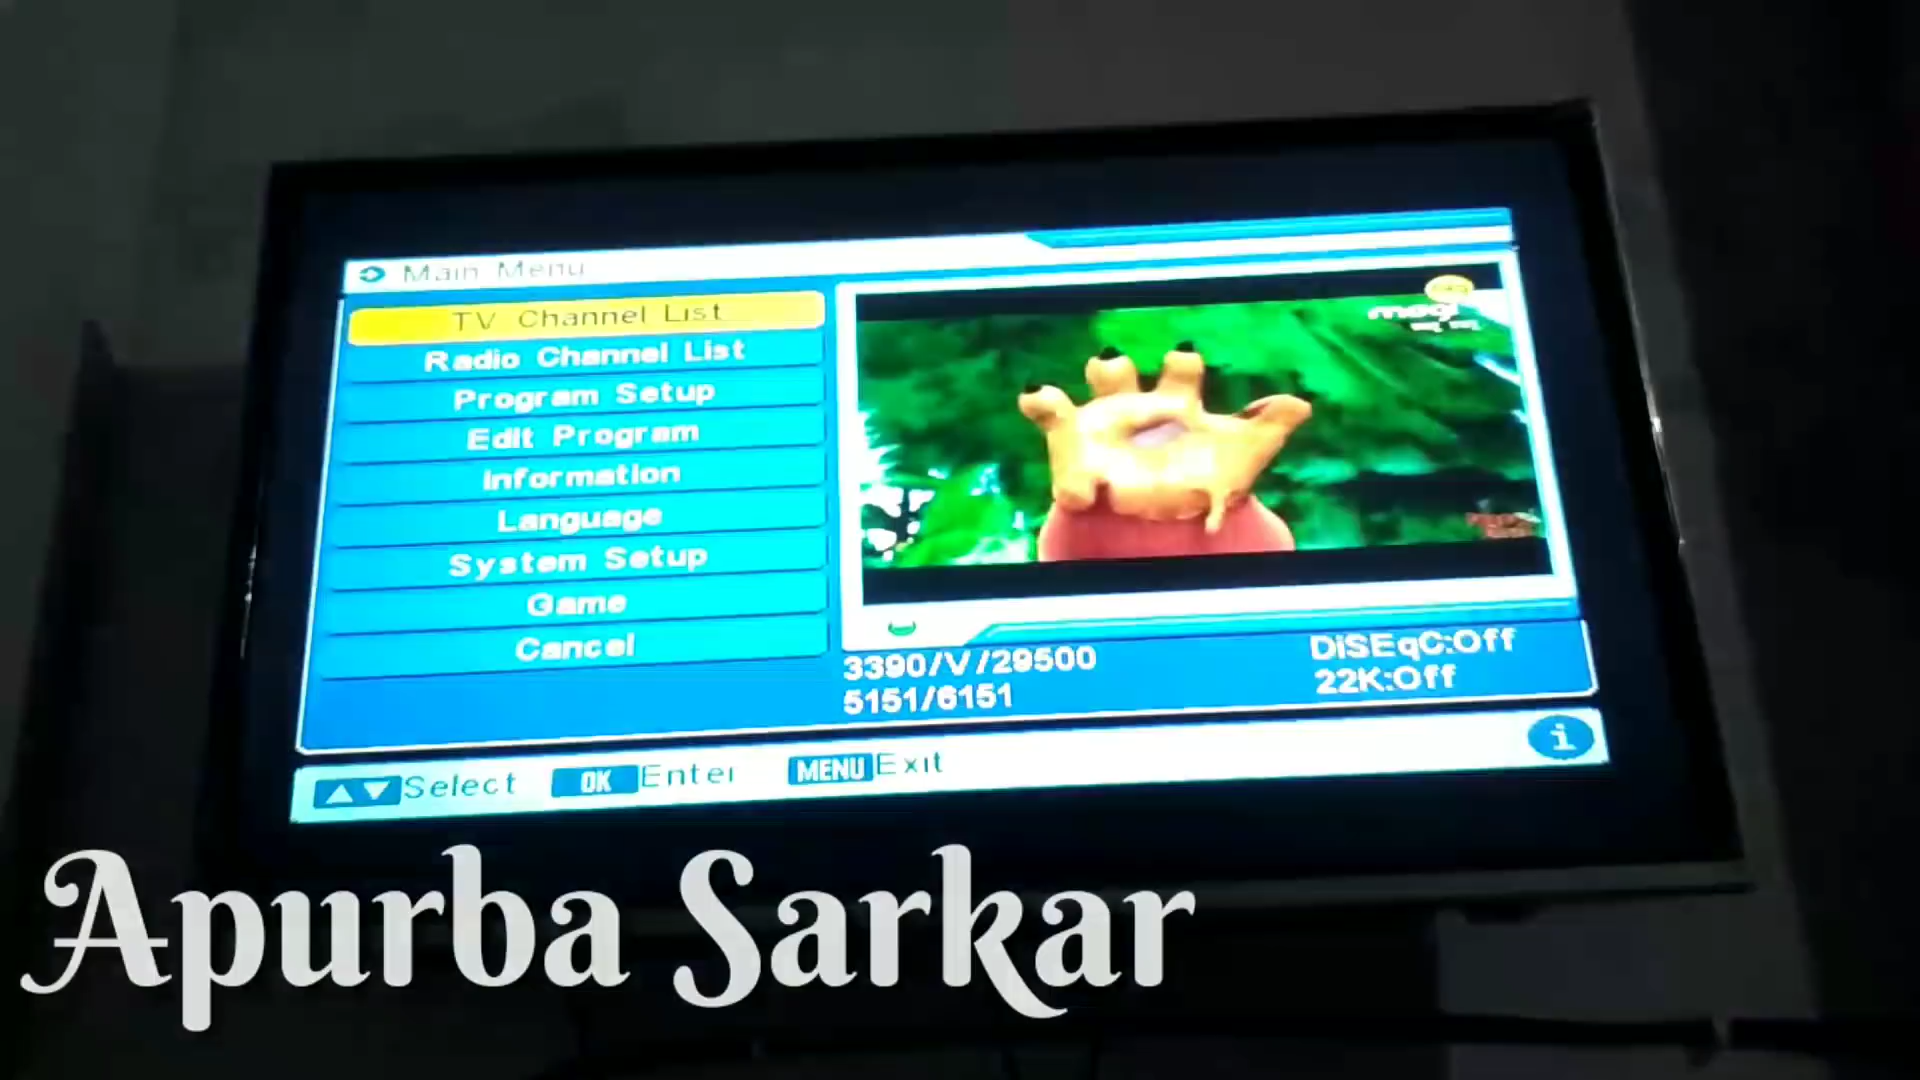 Main Menu
TV Channel List
Radio Channel List
Program Setup
Edit Program
Information
Language
System Setup
Game
Cancel
3390/V/29500
5151/6151
DiSEqC:Off
22K:Off
Select OK Enter MENU Exit
i
Apurba Sarkar